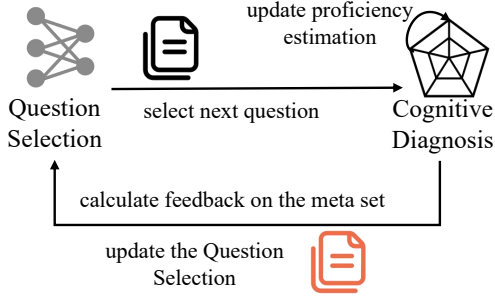 update proficiency
estimation
Question
Selection
select next question
Cognitive
Diagnosis
calculate feedback on the meta set
update the Question
Selection